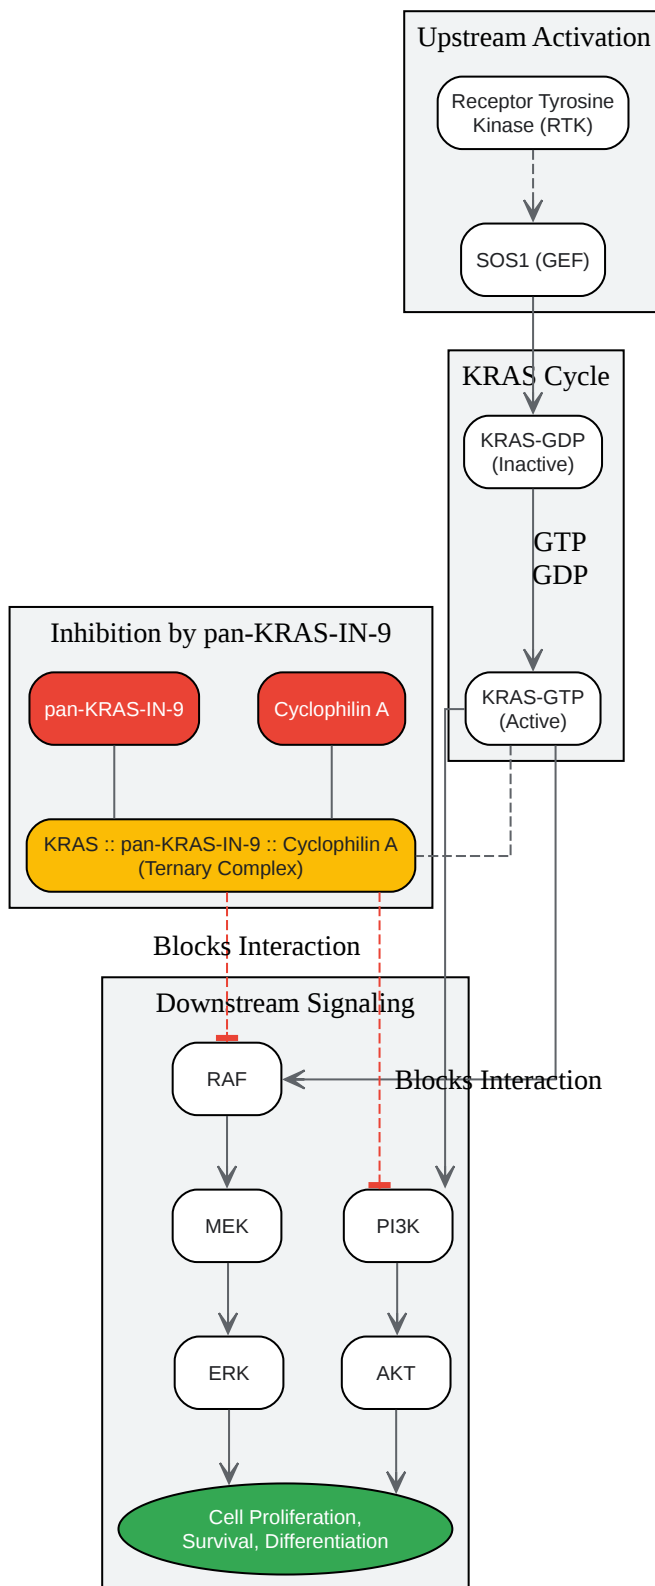 Upstream Activation
Receptor Tyrosine
Kinase (RTK)
SOS1 (GEF)
KRAS Cycle
KRAS-GDP
(Inactive)
GTP
GDP
Inhibition by pan-KRAS-IN-9
pan-KRAS-IN-9
Cyclophilin A
KRAS-GTP
(Active)
KRAS :: pan-KRAS-IN-9 :: Cyclophilin A
(Ternary Complex)
Blocks Interaction
Downstream Signaling
RAF
Blocks Interaction
MEK
PI3K
ERK
AKT
Cell Proliferation,
Survival, Differentiation